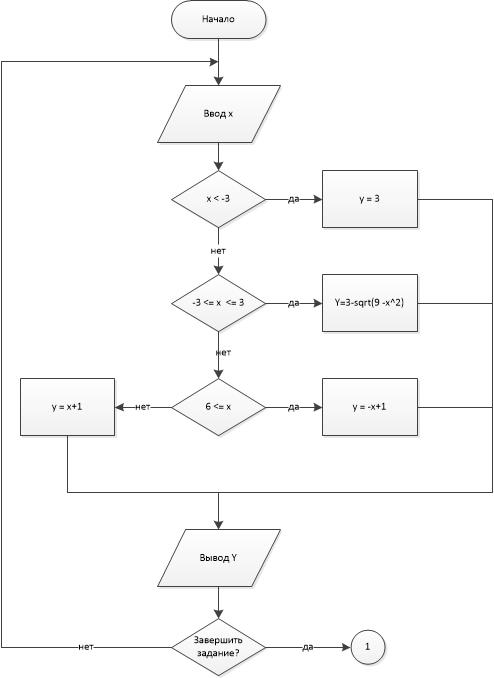 Начало
Ввод x
x < -3
да
y = 3
нет
-3 <= x <= 3
да
Y=3-sqrt(9 -x^2)
нет
y = x+1
нет
6 <= x
да
y = -x+1
Вывод Y
нет
Завершить
задание?
да
1